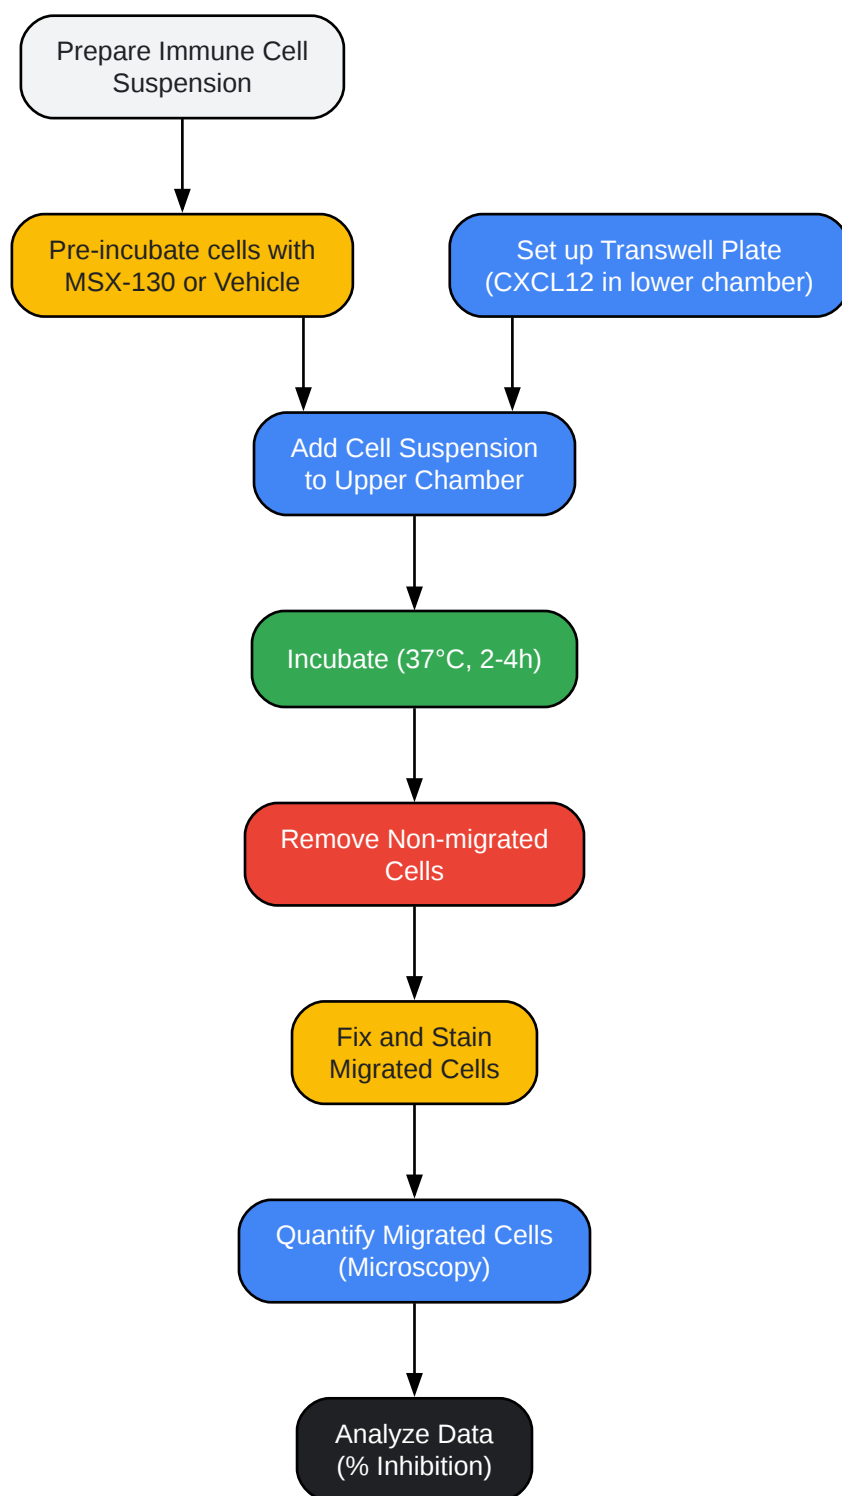 Prepare Immune Cell
Suspension
Pre-incubate cells with
MSX-130 or Vehicle
Set up Transwell Plate
(CXCL12 in lower chamber)
Add Cell Suspension
to Upper Chamber
Incubate (37°C, 2-4h)
Remove Non-migrated
Cells
Fix and Stain
Migrated Cells
Quantify Migrated Cells
(Microscopy)
Analyze Data
(% Inhibition)